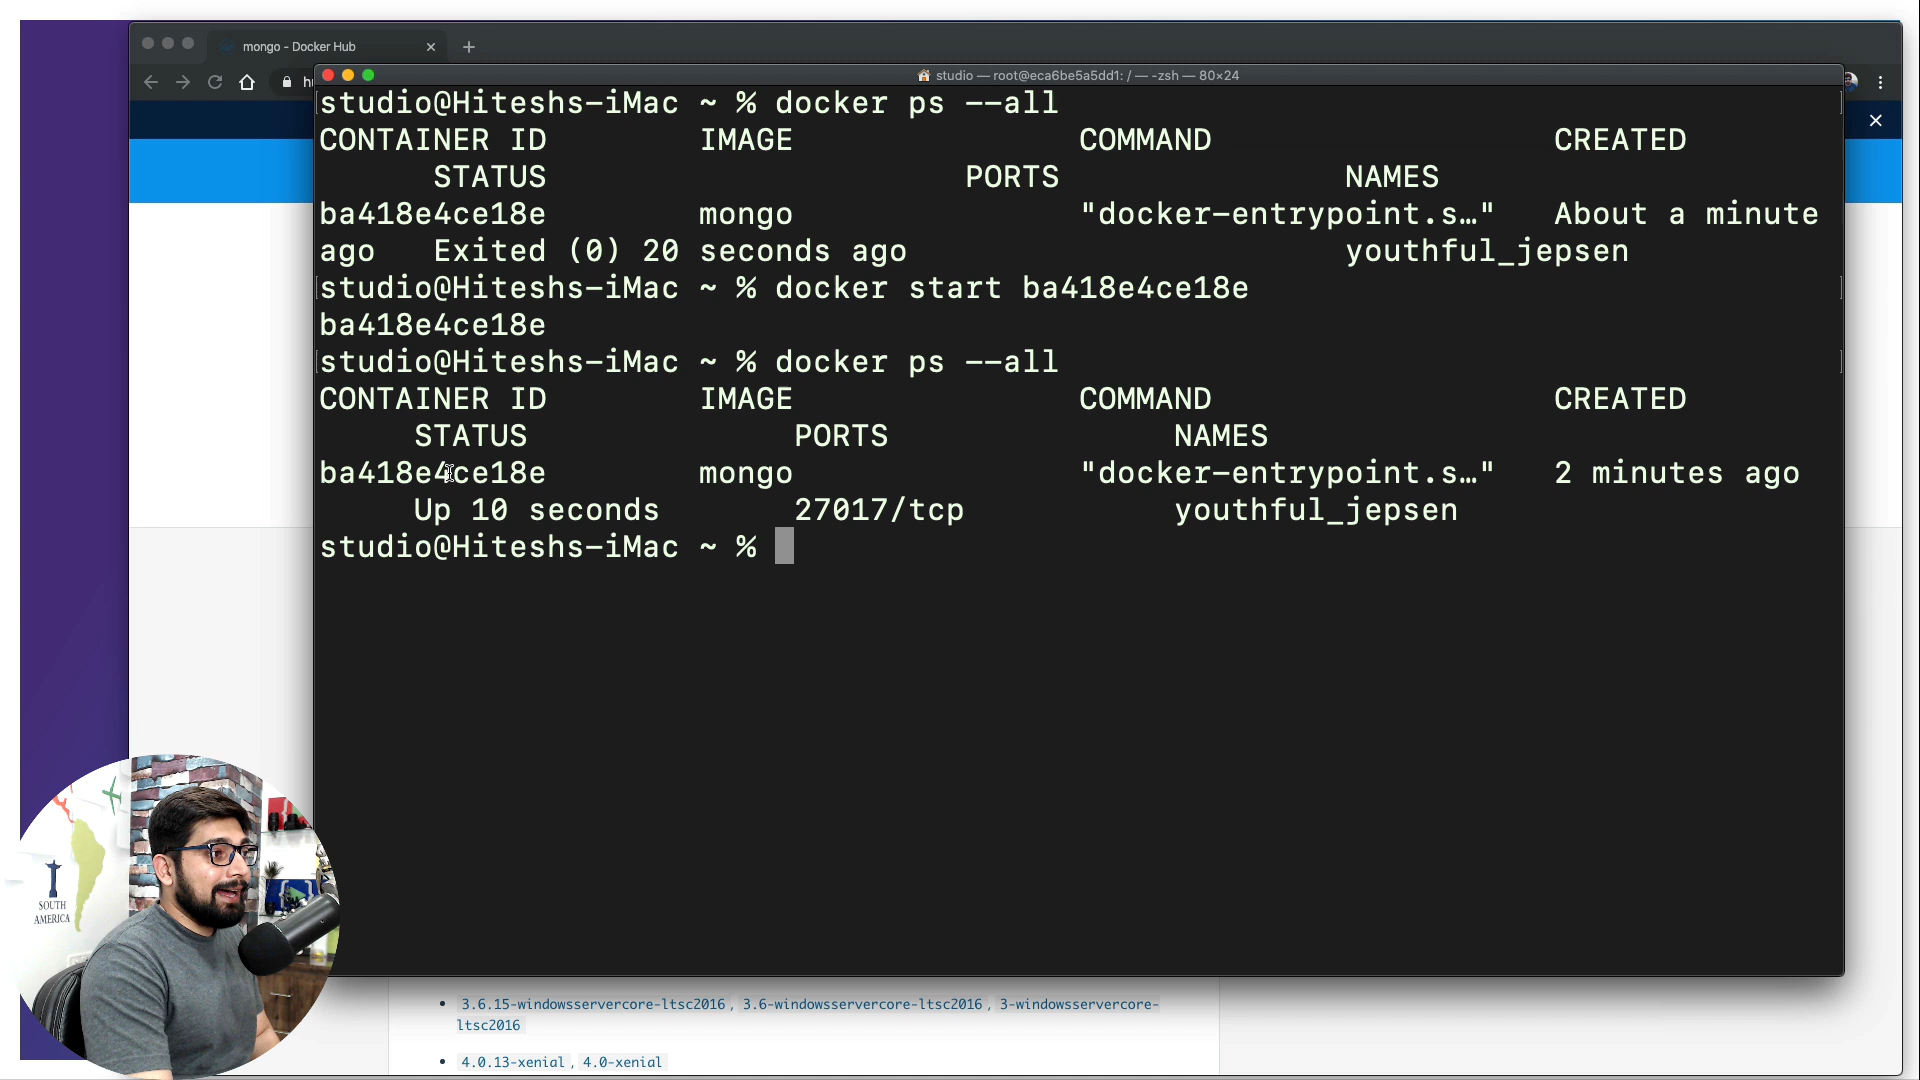 mongo - Docker Hub
studio — root@eca6be5a5dd1: / — -zsh — 80×24
studio@Hiteshs-iMac ~ % docker ps --all
CONTAINER ID IMAGE COMMAND CREATED
STATUS PORTS NAMES
ba418e4ce18e mongo "docker-entrypoint.s…" About a minute
ago Exited (0) 20 seconds ago youthful_jepsen
studio@Hiteshs-iMac ~ % docker start ba418e4ce18e
ba418e4ce18e
studio@Hiteshs-iMac ~ % docker ps --all
CONTAINER ID IMAGE COMMAND CREATED
STATUS PORTS NAMES
ba418e4ce18e mongo "docker-entrypoint.s…" 2 minutes ago
Up 10 seconds 27017/tcp youthful_jepsen
studio@Hiteshs-iMac ~ %
SOUTH
AMERICA
3.6.15-windowsservercore-ltsc2016, 3.6-windowsservercore-ltsc2016, 3-windowsservercore-
ltsc2016
4.0.13-xenial, 4.0-xenial